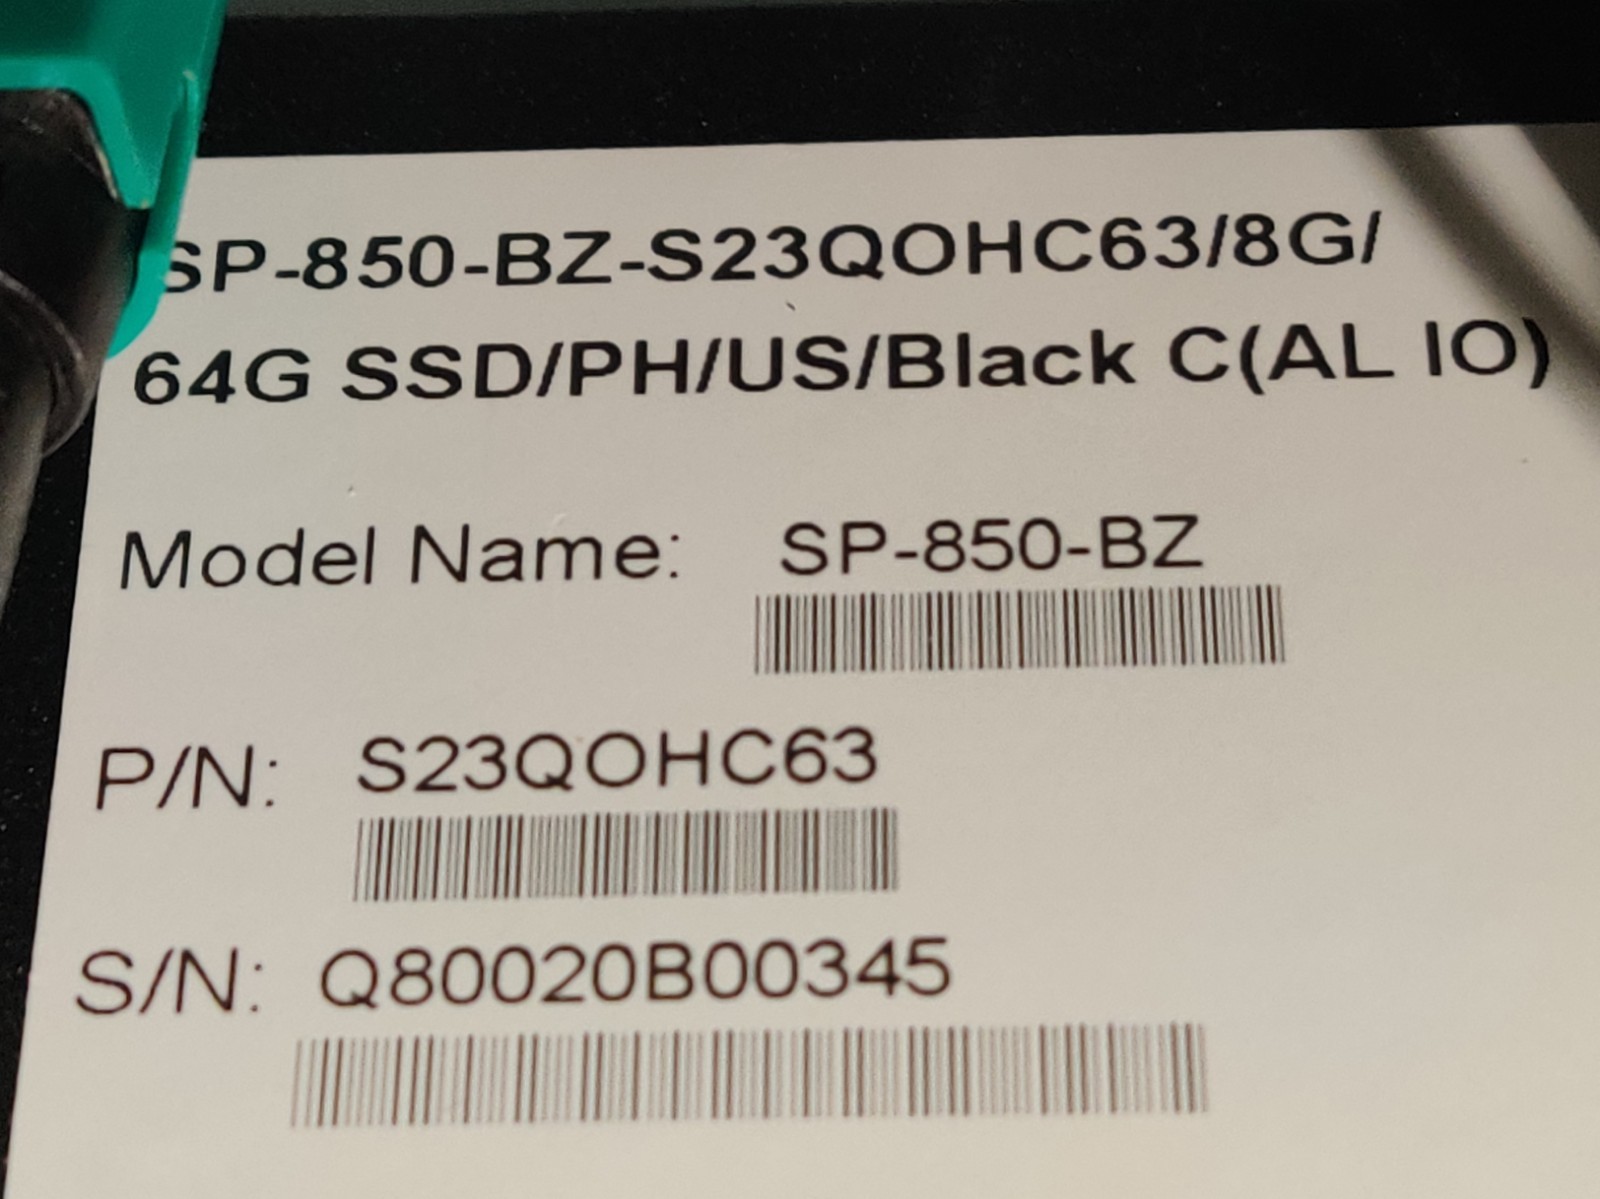 SP-850-BZ-S23QOHC63/8G/
64G SSD/PH/US/Black C(AL IO)
Model Name: SP-850-BZ
P/N: S23QOHC63
S/N: Q80020B00345